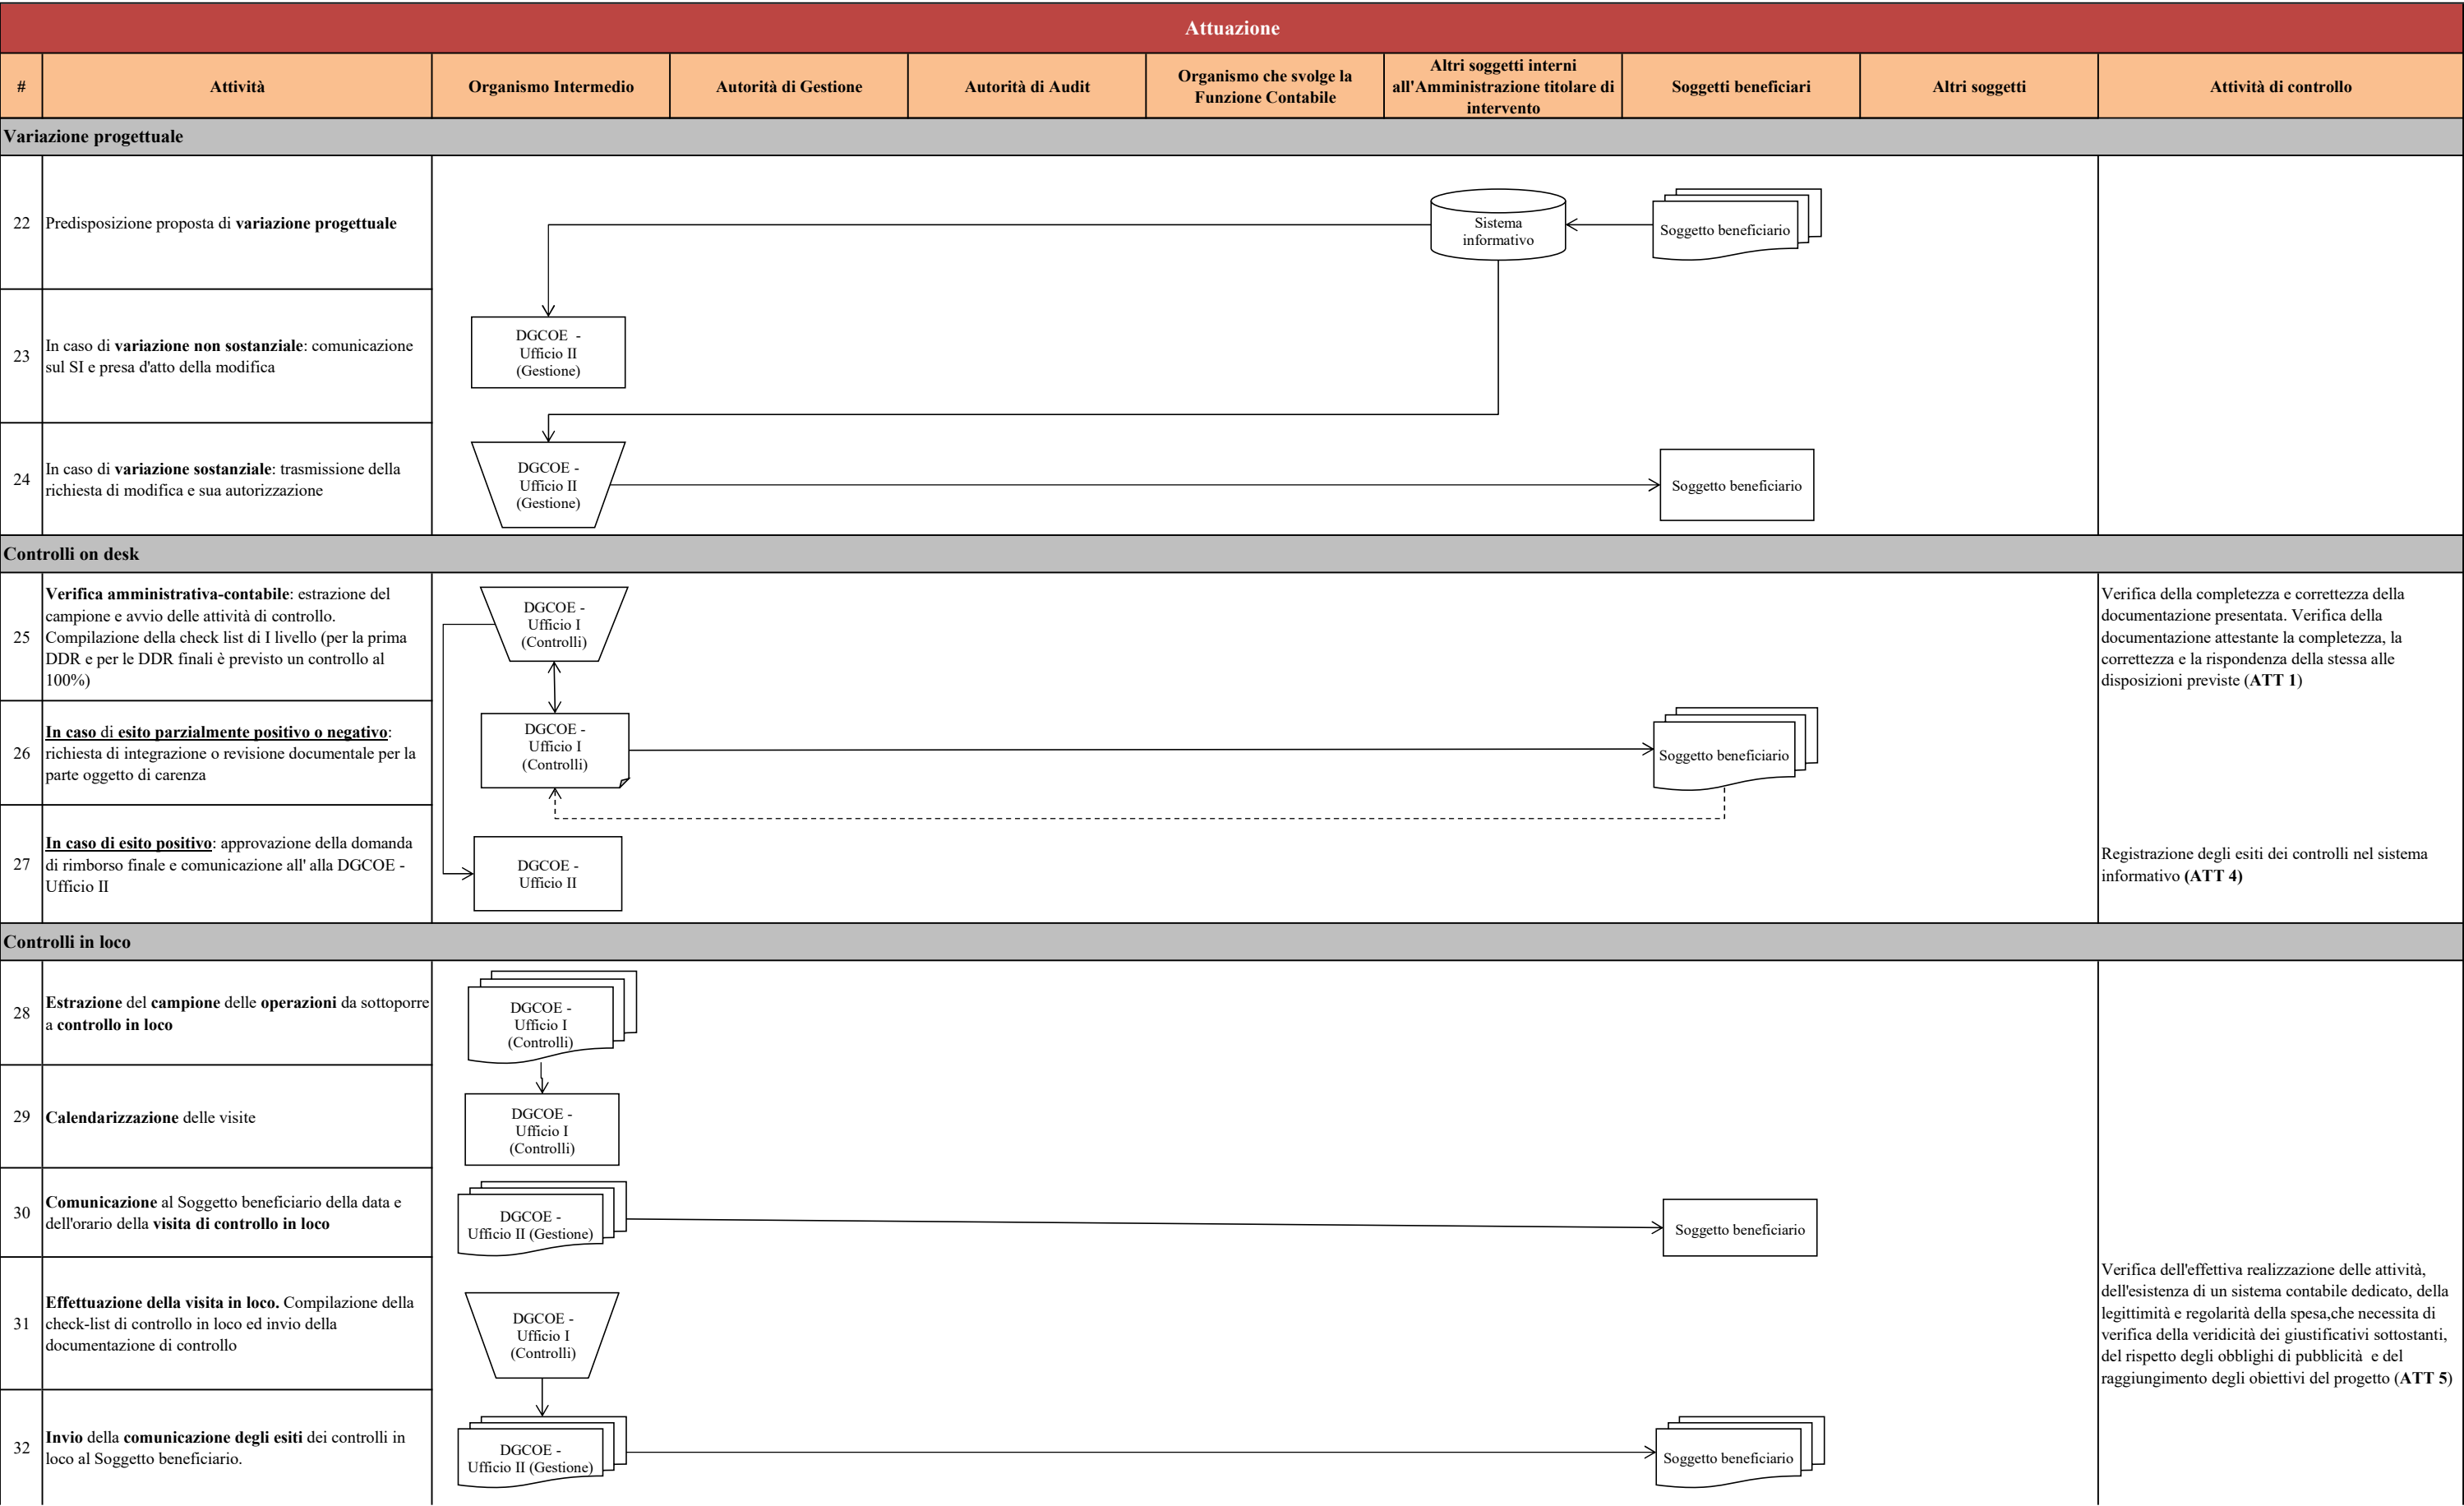 Attuazione
#
Attività
Organismo Intermedio
Autorità di Gestione
Autorità di Audit
Organismo che svolge la
Funzione Contabile
Altri soggetti interni
all'Amministrazione titolare di
intervento
Soggetti beneficiari
Altri soggetti
Attività di controllo
Variazione progettuale
22
Predisposizione proposta di variazione progettuale
Sistema
informativo
Soggetto beneficiario
23
In caso di variazione non sostanziale: comunicazione
sul SI e presa d'atto della modifica
DGCOE -
Ufficio II
(Gestione)
24
In caso di variazione sostanziale: trasmissione della
richiesta di modifica e sua autorizzazione
DGCOE -
Ufficio II
(Gestione)
Soggetto beneficiario
Controlli on desk
25
Verifica amministrativa-contabile: estrazione del
campione e avvio delle attività di controllo.
Compilazione della check list di I livello (per la prima
DDR e per le DDR finali è previsto un controllo al
100%)
DGCOE -
Ufficio I
(Controlli)
Verifica della completezza e correttezza della
documentazione presentata. Verifica della
documentazione attestante la completezza, la
correttezza e la rispondenza della stessa alle
disposizioni previste (ATT 1)
26
In caso di esito parzialmente positivo o negativo:
richiesta di integrazione o revisione documentale per la
parte oggetto di carenza
DGCOE -
Ufficio I
(Controlli)
Soggetto beneficiario
27
In caso di esito positivo: approvazione della domanda
di rimborso finale e comunicazione all' alla DGCOE -
Ufficio II
DGCOE -
Ufficio II
Registrazione degli esiti dei controlli nel sistema
informativo (ATT 4)
Controlli in loco
28
Estrazione del campione delle operazioni da sottoporre
a controllo in loco
DGCOE -
Ufficio I
(Controlli)
29
Calendarizzazione delle visite
DGCOE -
Ufficio I
(Controlli)
30
Comunicazione al Soggetto beneficiario della data e
dell'orario della visita di controllo in loco
DGCOE -
Ufficio II (Gestione)
Soggetto beneficiario
31
Effettuazione della visita in loco. Compilazione della
check-list di controllo in loco ed invio della
documentazione di controllo
DGCOE -
Ufficio I
(Controlli)
Verifica dell'effettiva realizzazione delle attività,
dell'esistenza di un sistema contabile dedicato, della
legittimità e regolarità della spesa,che necessita di
verifica della veridicità dei giustificativi sottostanti,
del rispetto degli obblighi di pubblicità e del
raggiungimento degli obiettivi del progetto (ATT 5)
32
Invio della comunicazione degli esiti dei controlli in
loco al Soggetto beneficiario.
DGCOE -
Ufficio II (Gestione)
Soggetto beneficiario